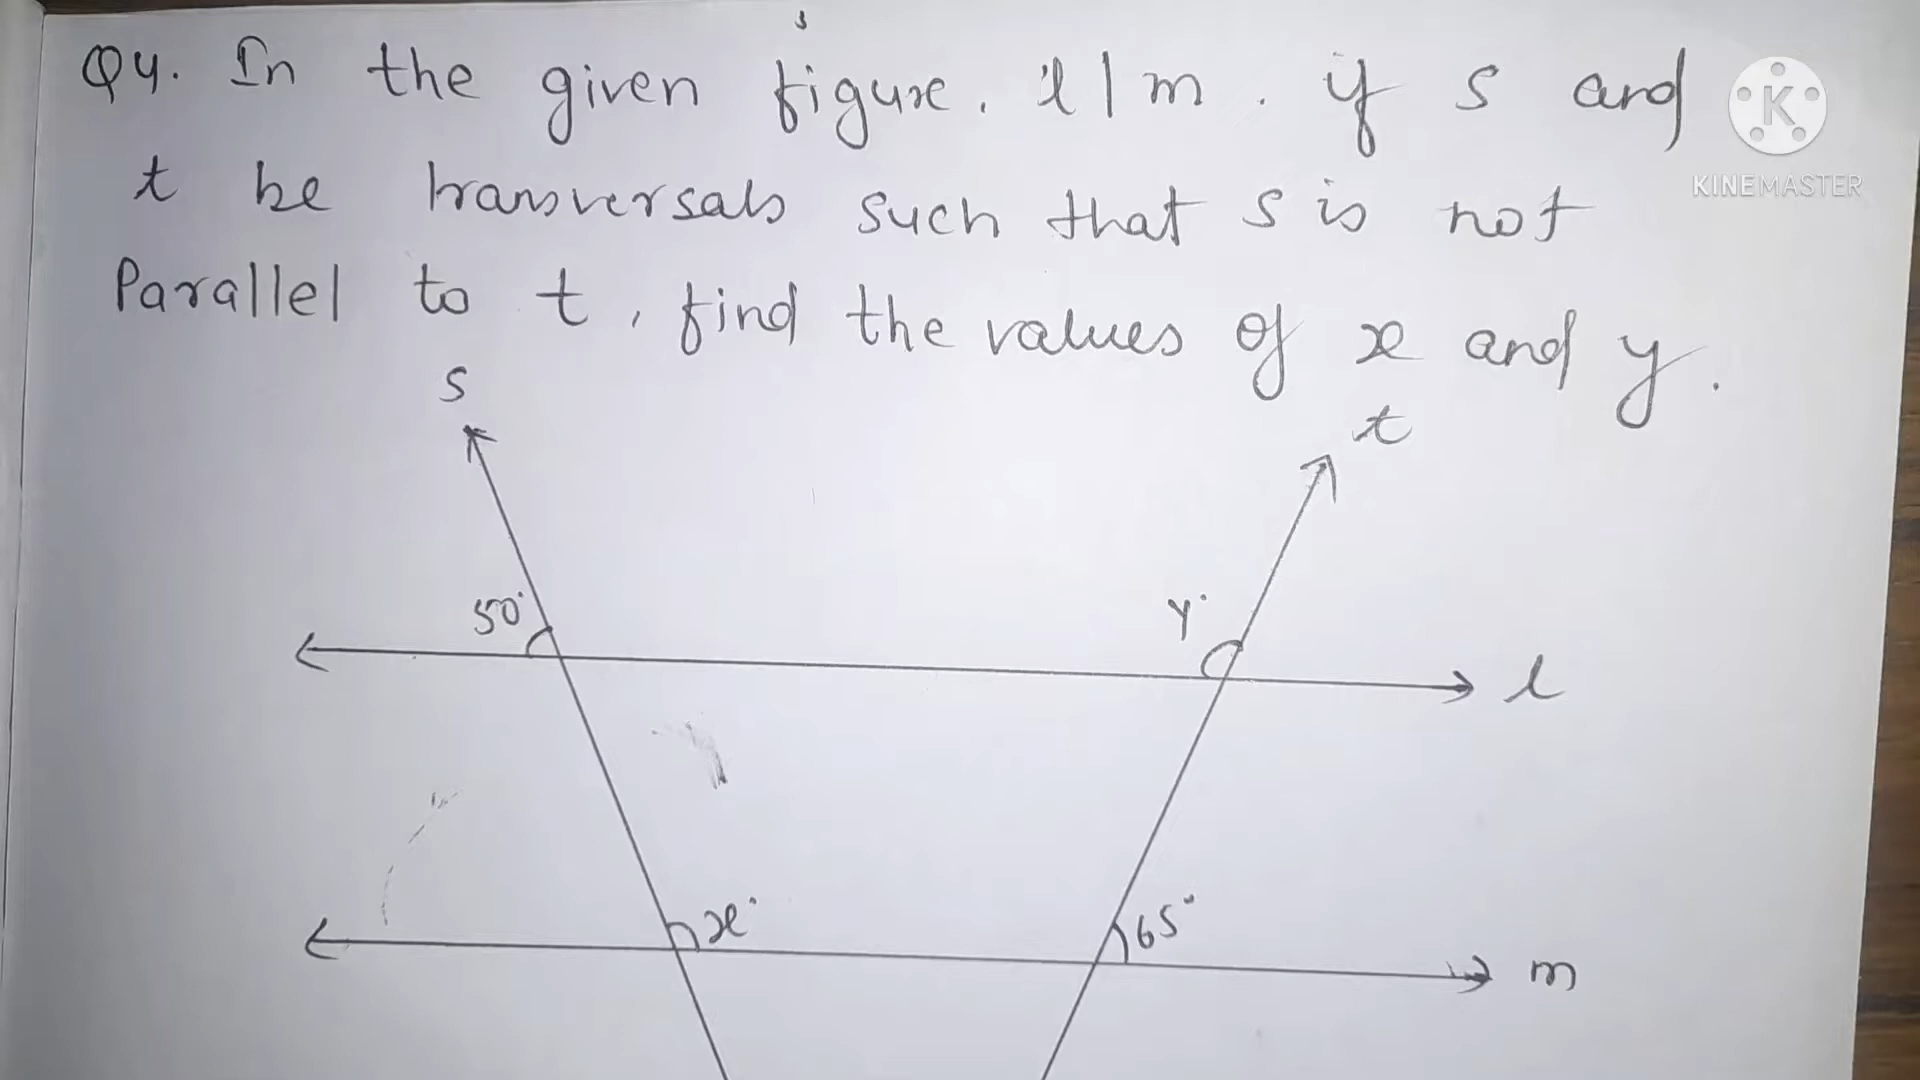 Q4. In the given figure, l | m . if s and
t be transversals such that s is not
Parallel to t, find the values of x and y.
KINEMASTER
s
t
50°
y°
l
x°
65°
m